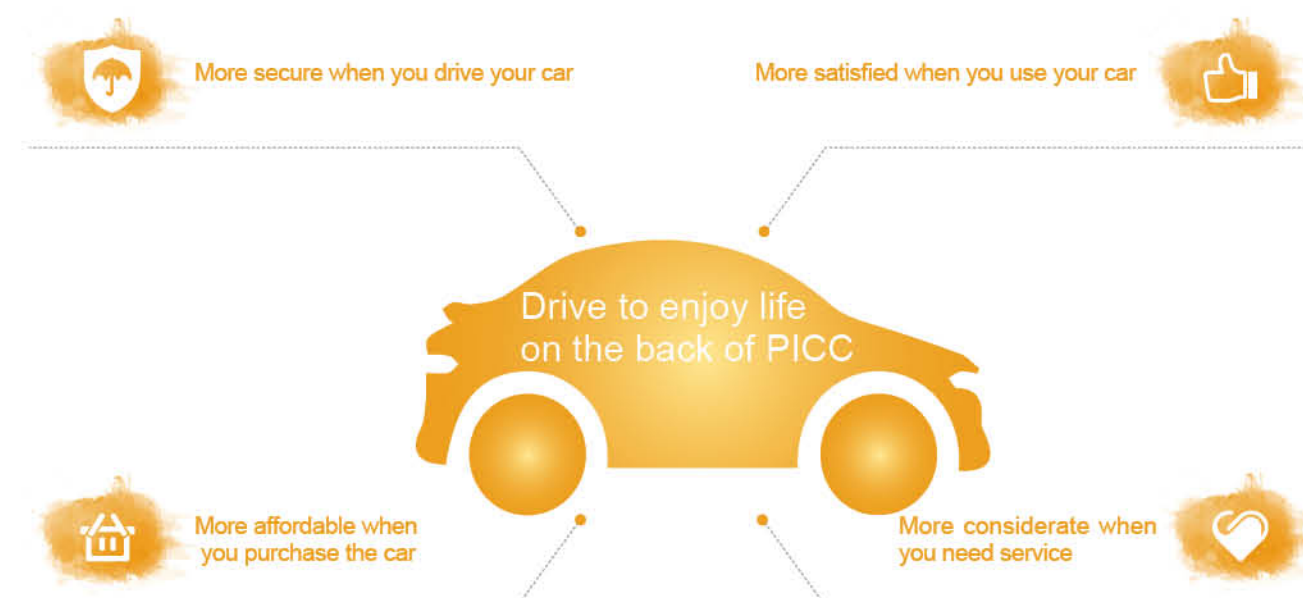 More secure when you drive your car
More satisfied when you use your car
Drive to enjoy life
on the back of PICC
More affordable when
you purchase the car
More considerate when
you need service